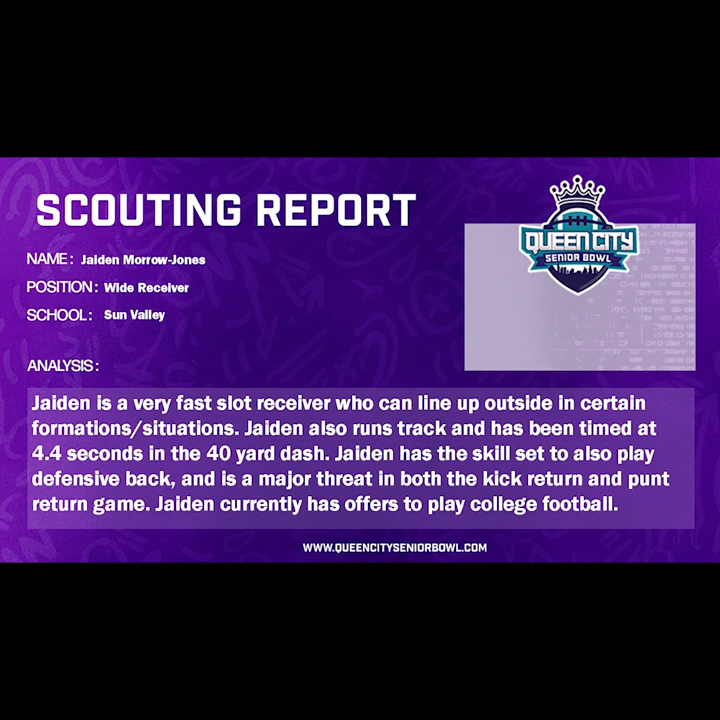 SCOUTING REPORT
QUEEN CITY
SENIOR BOWL
NAME: Jaiden Morrow-Jones
POSITION: Wide Receiver
SCHOOL: Sun Valley
ANALYSIS:
Jaiden is a very fast slot receiver who can line up outside in certain
formations/situations. Jaiden also runs track and has been timed at
4.4 seconds in the 40 yard dash. Jaiden has the skill set to also play
defensive back, and is a major threat in both the kick return and punt
return game. Jaiden currently has offers to play college football.
WWW.QUEENCITYSENIORBOWL.COM